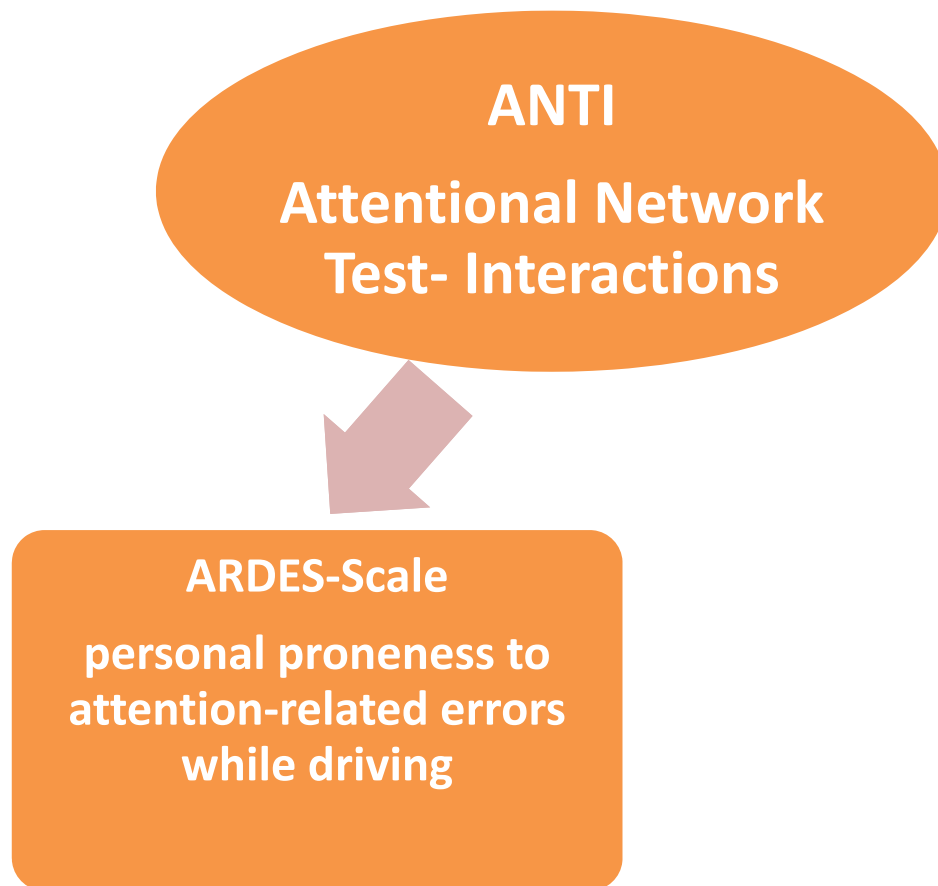 ANTI
Attentional Network
Test- Interactions
ARDES-Scale
personal proneness to
attention-related errors
while driving